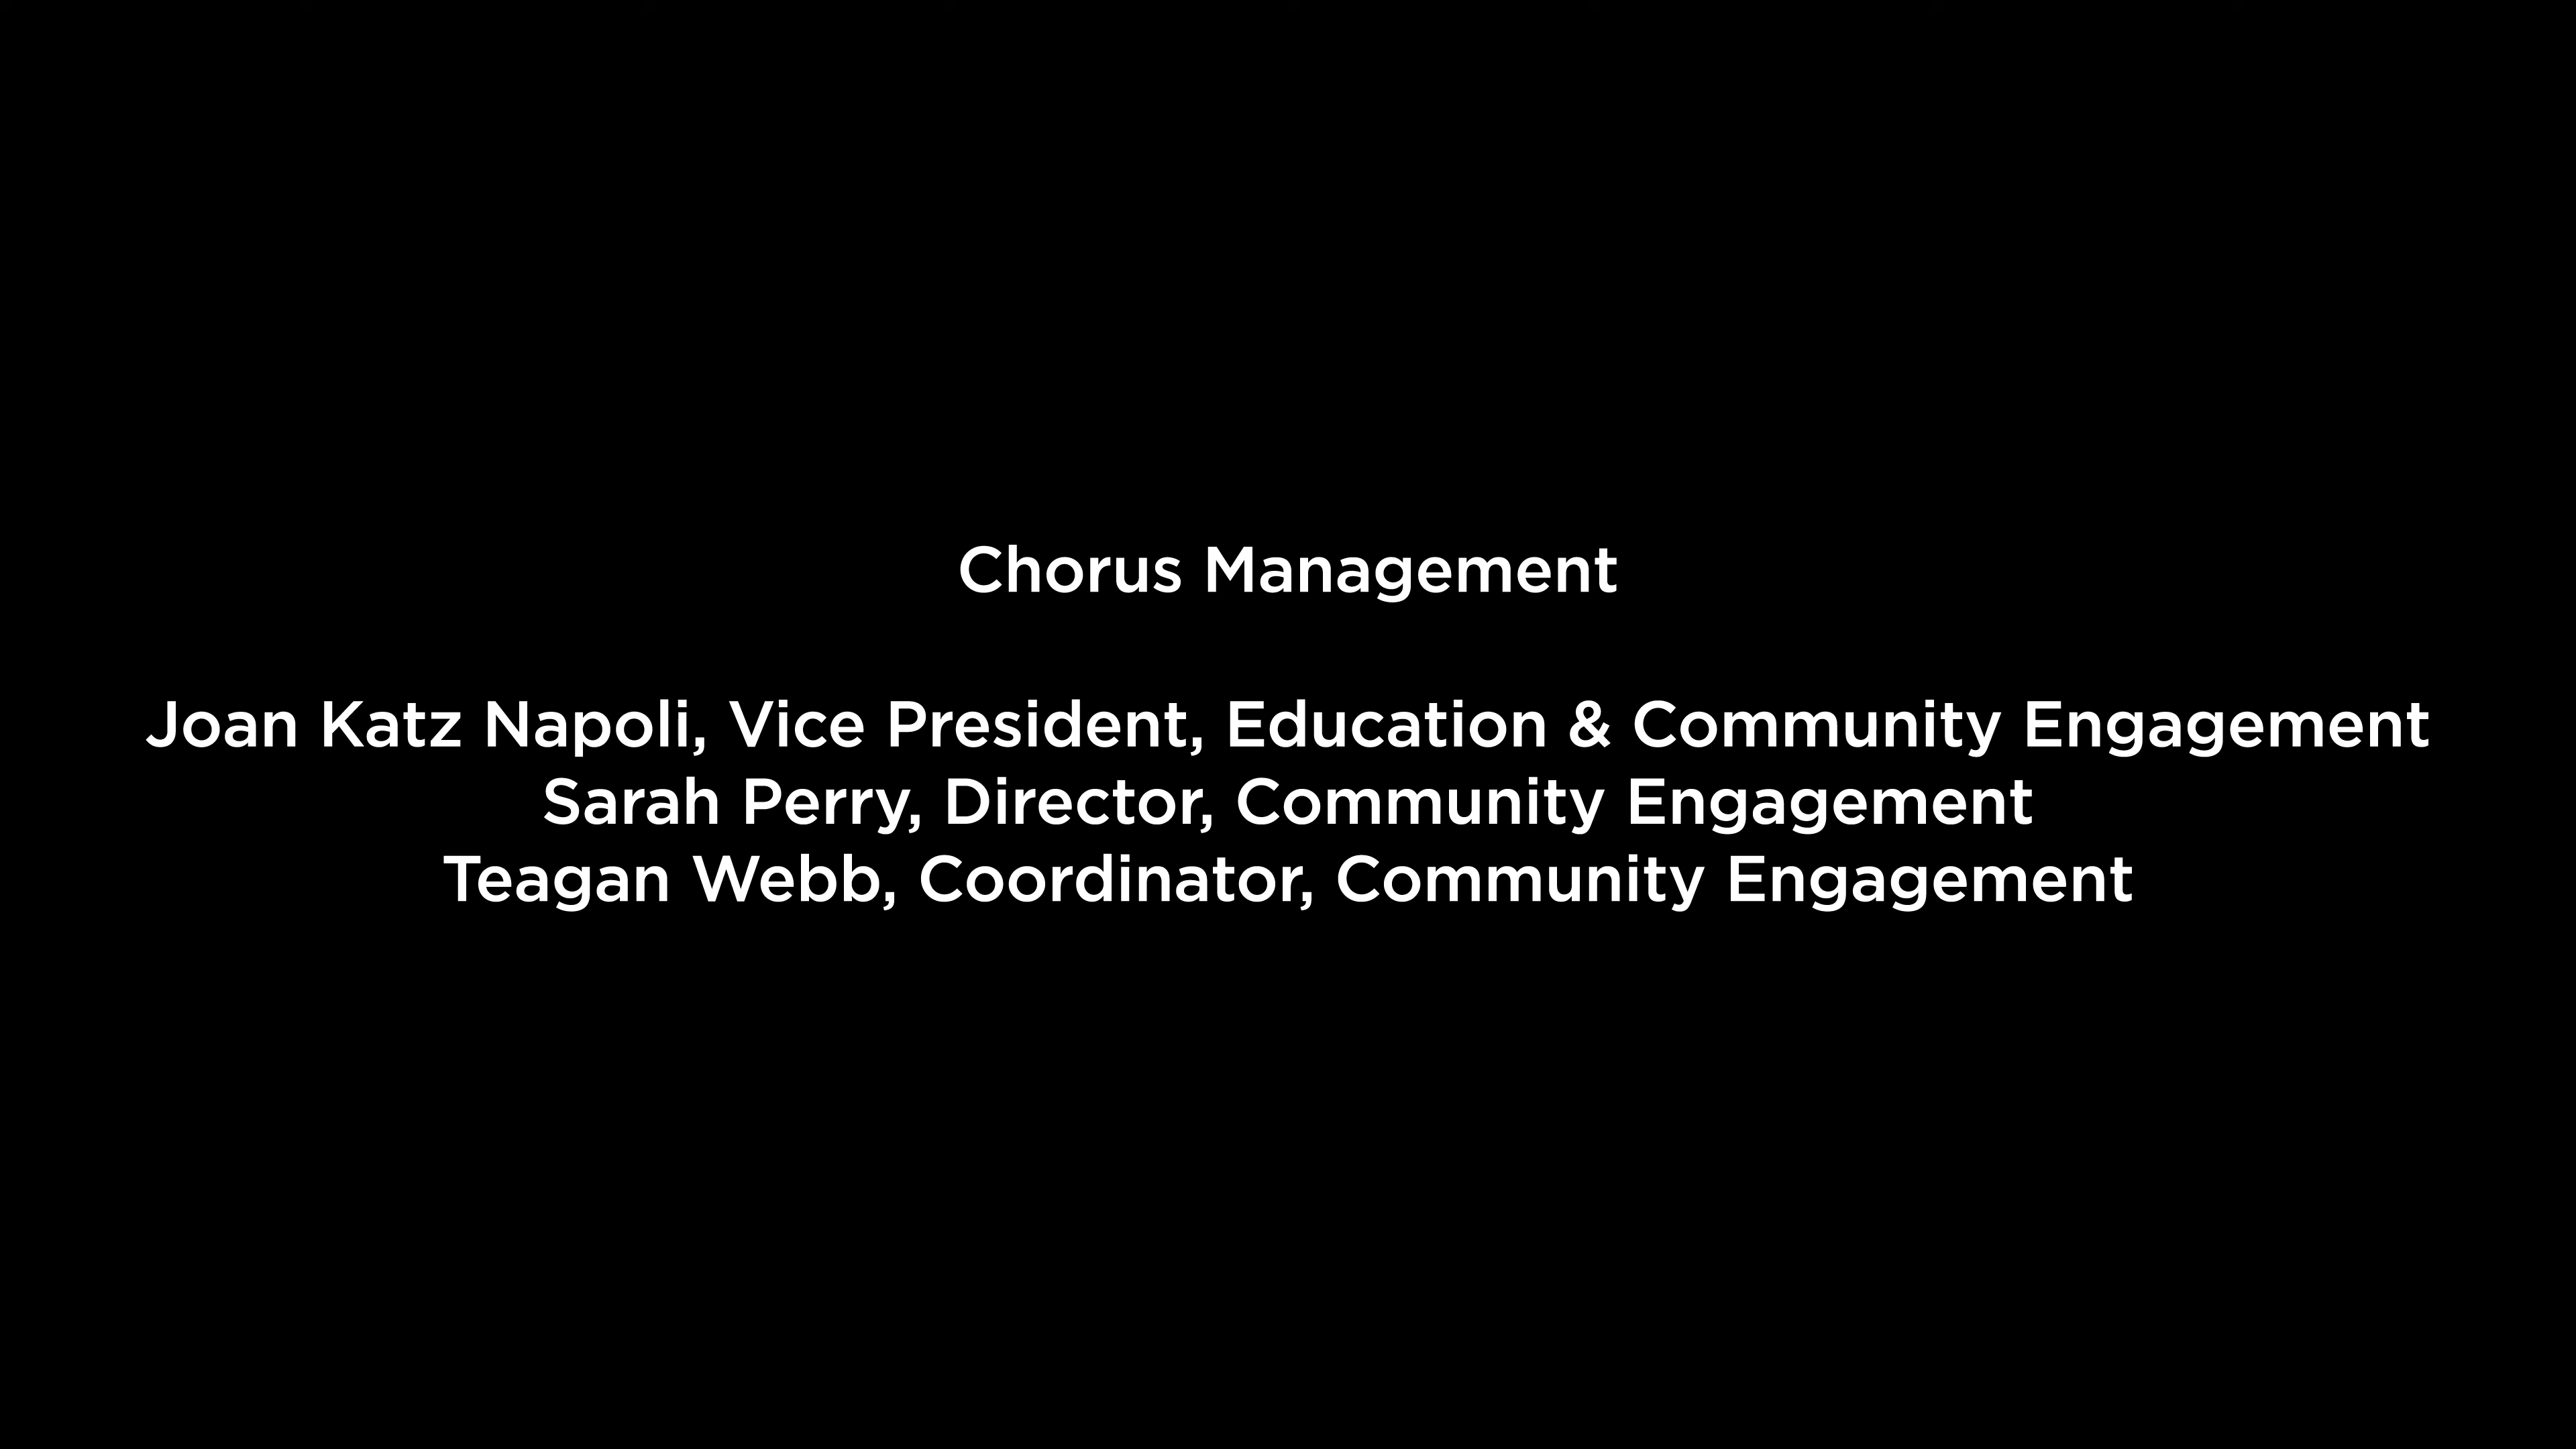 Chorus Management
Joan Katz Napoli, Vice President, Education & Community Engagement
Sarah Perry, Director, Community Engagement
Teagan Webb, Coordinator, Community Engagement